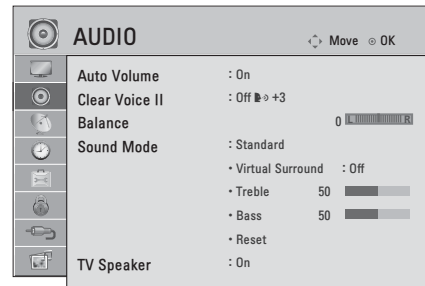 AUDIO Move OK
Auto Volume : On
Clear Voice II : Off +3
Balance 0 L R
Sound Mode : Standard
• Virtual Surround : Off
• Treble 50
• Bass 50
• Reset
TV Speaker : On